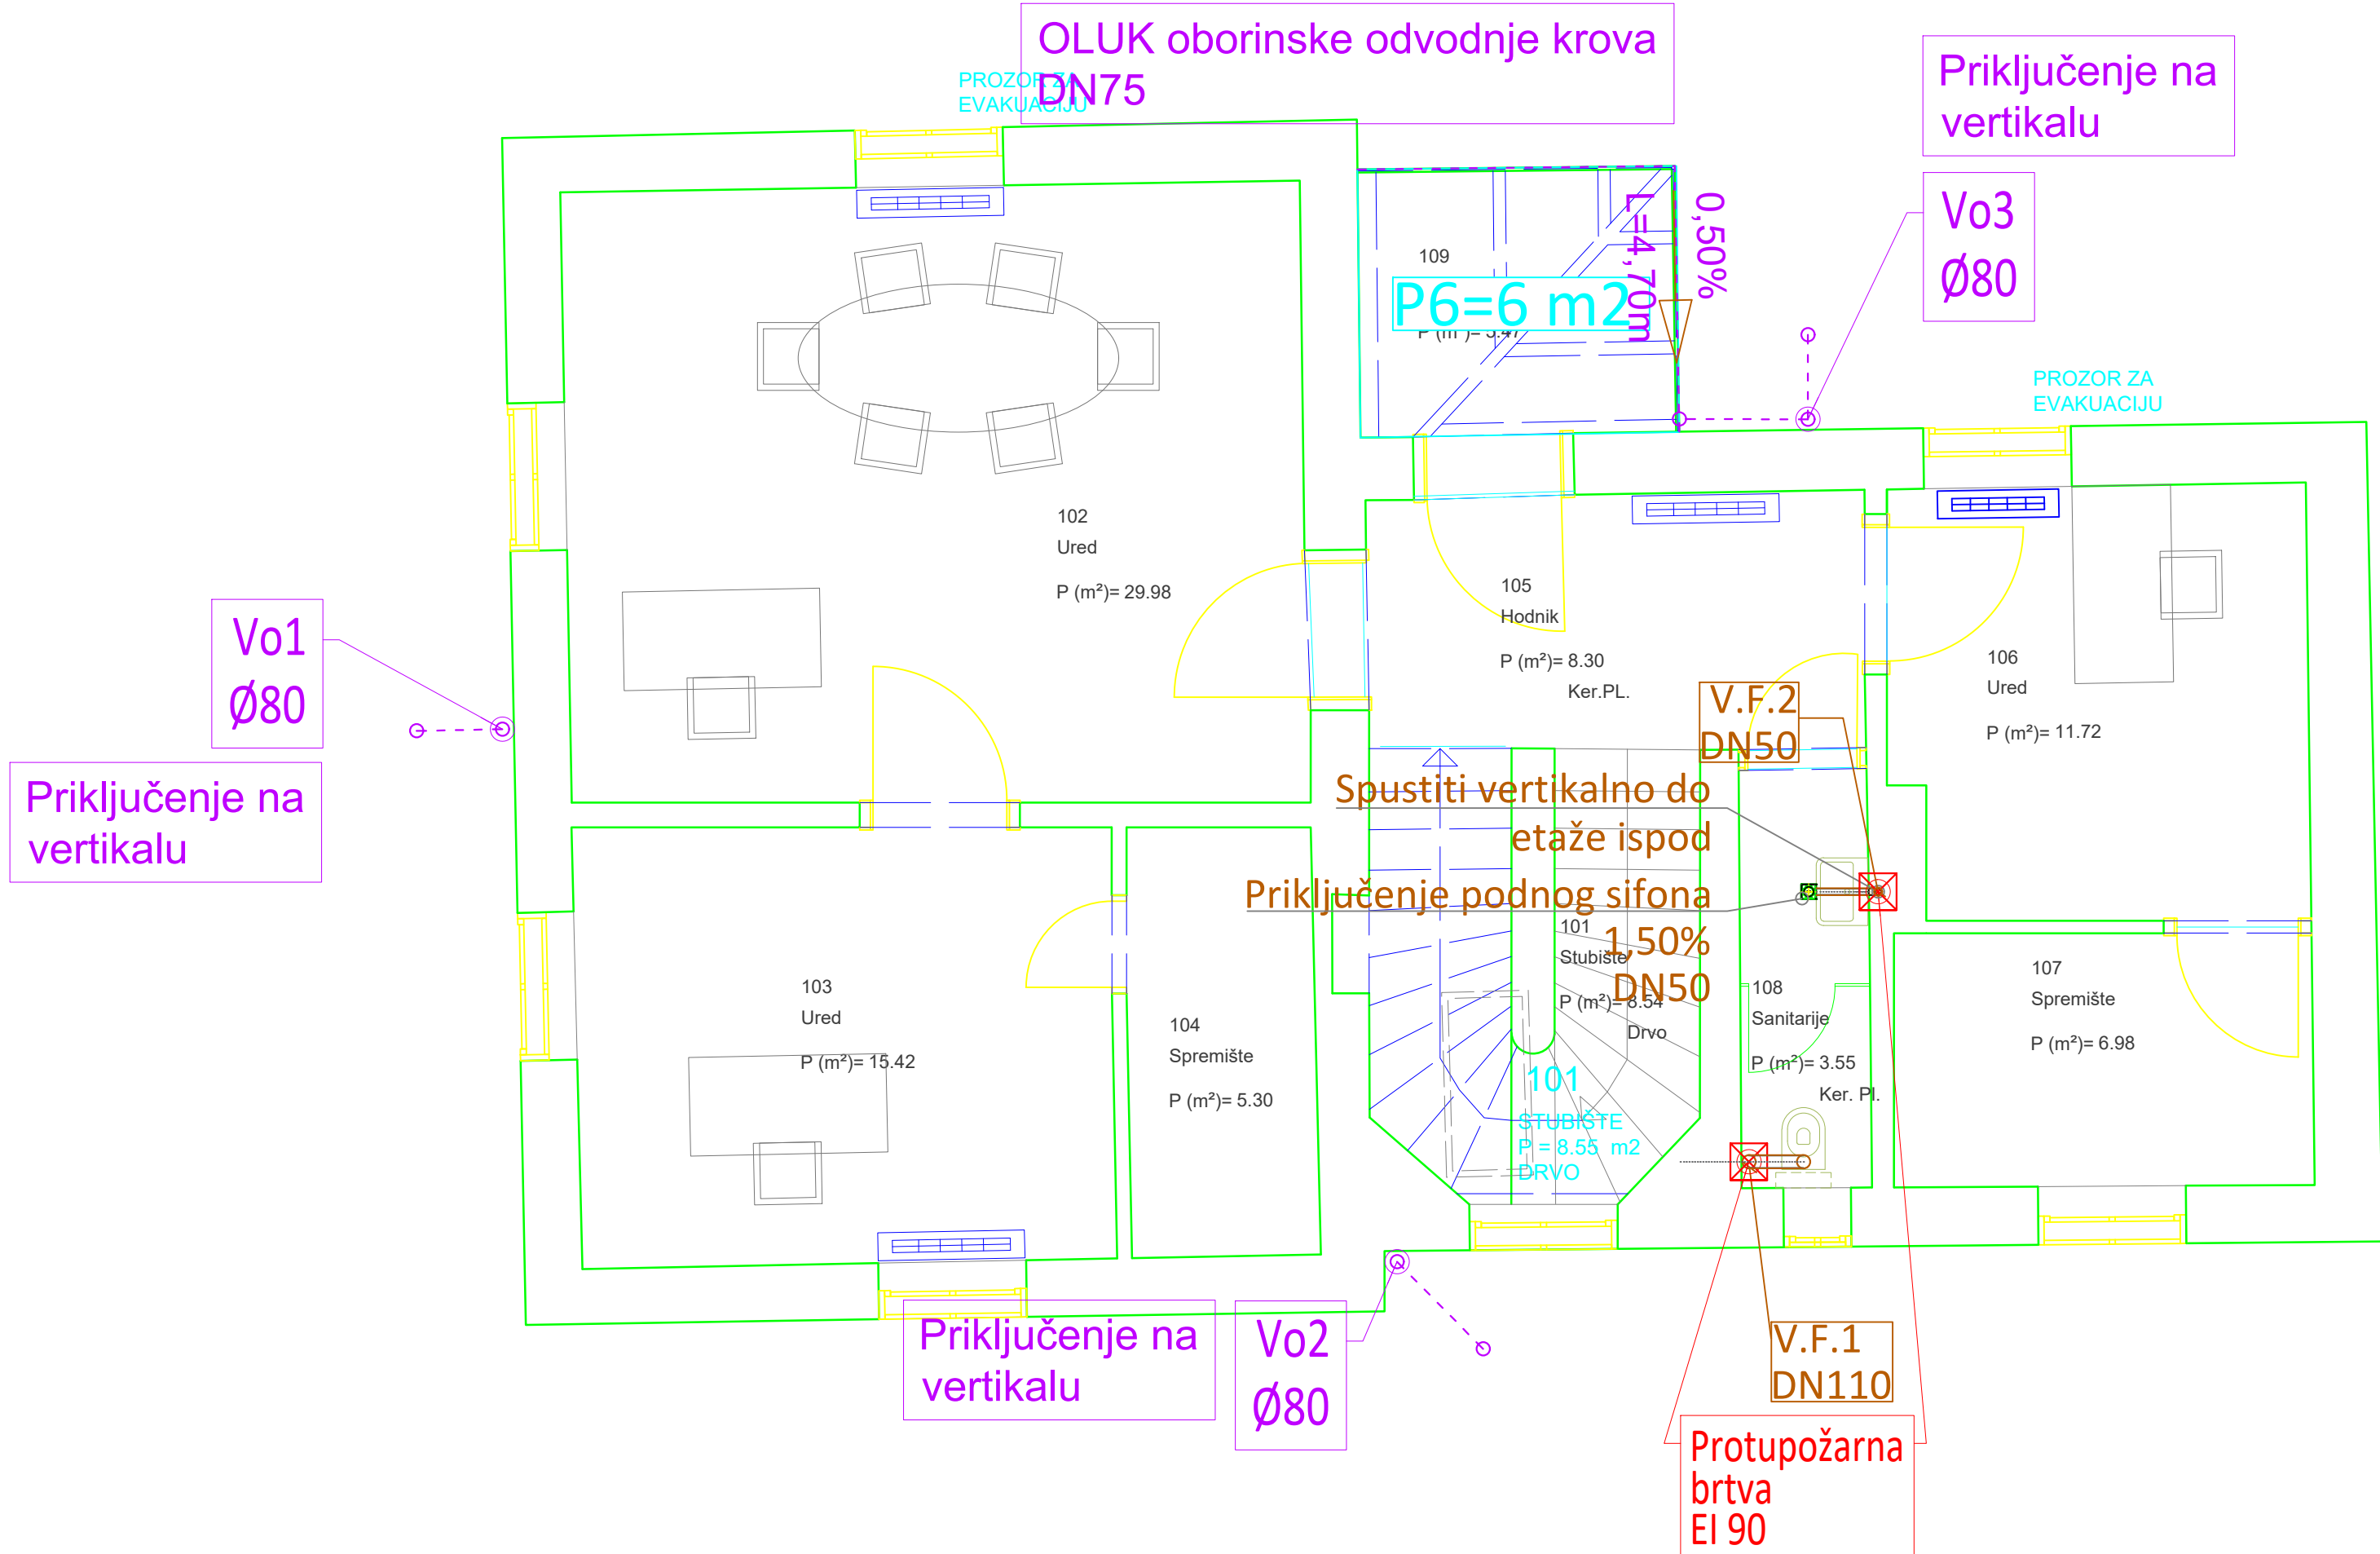 OLUK oborinske odvodnje krova
DN75
PROZOR ZA
EVAKUACIJU
Priključenje na
vertikalu
Vo3
Ø80
0,50%
L=4,70m
109
P6=6 m2
P (m²)= 5.47
PROZOR ZA
EVAKUACIJU
102
Ured
P (m²)= 29.98
105
Hodnik
P (m²)= 8.30
Ker.PL.
106
Ured
P (m²)= 11.72
Vo1
Ø80
Priključenje na
vertikalu
V.F.2
DN50
Spustiti vertikalno do
etaže ispod
Priključenje podnog sifona
1,50%
DN50
101
Stubište
P (m²)= 8.54
Drvo
103
Ured
P (m²)= 15.42
104
Spremište
P (m²)= 5.30
108
Sanitarije
P (m²)= 3.55
Ker. Pl.
107
Spremište
P (m²)= 6.98
101
STUBIŠTE
P = 8.55 m2
DRVO
Priključenje na
vertikalu
Vo2
Ø80
V.F.1
DN110
Protupožarna
brtva
EI 90